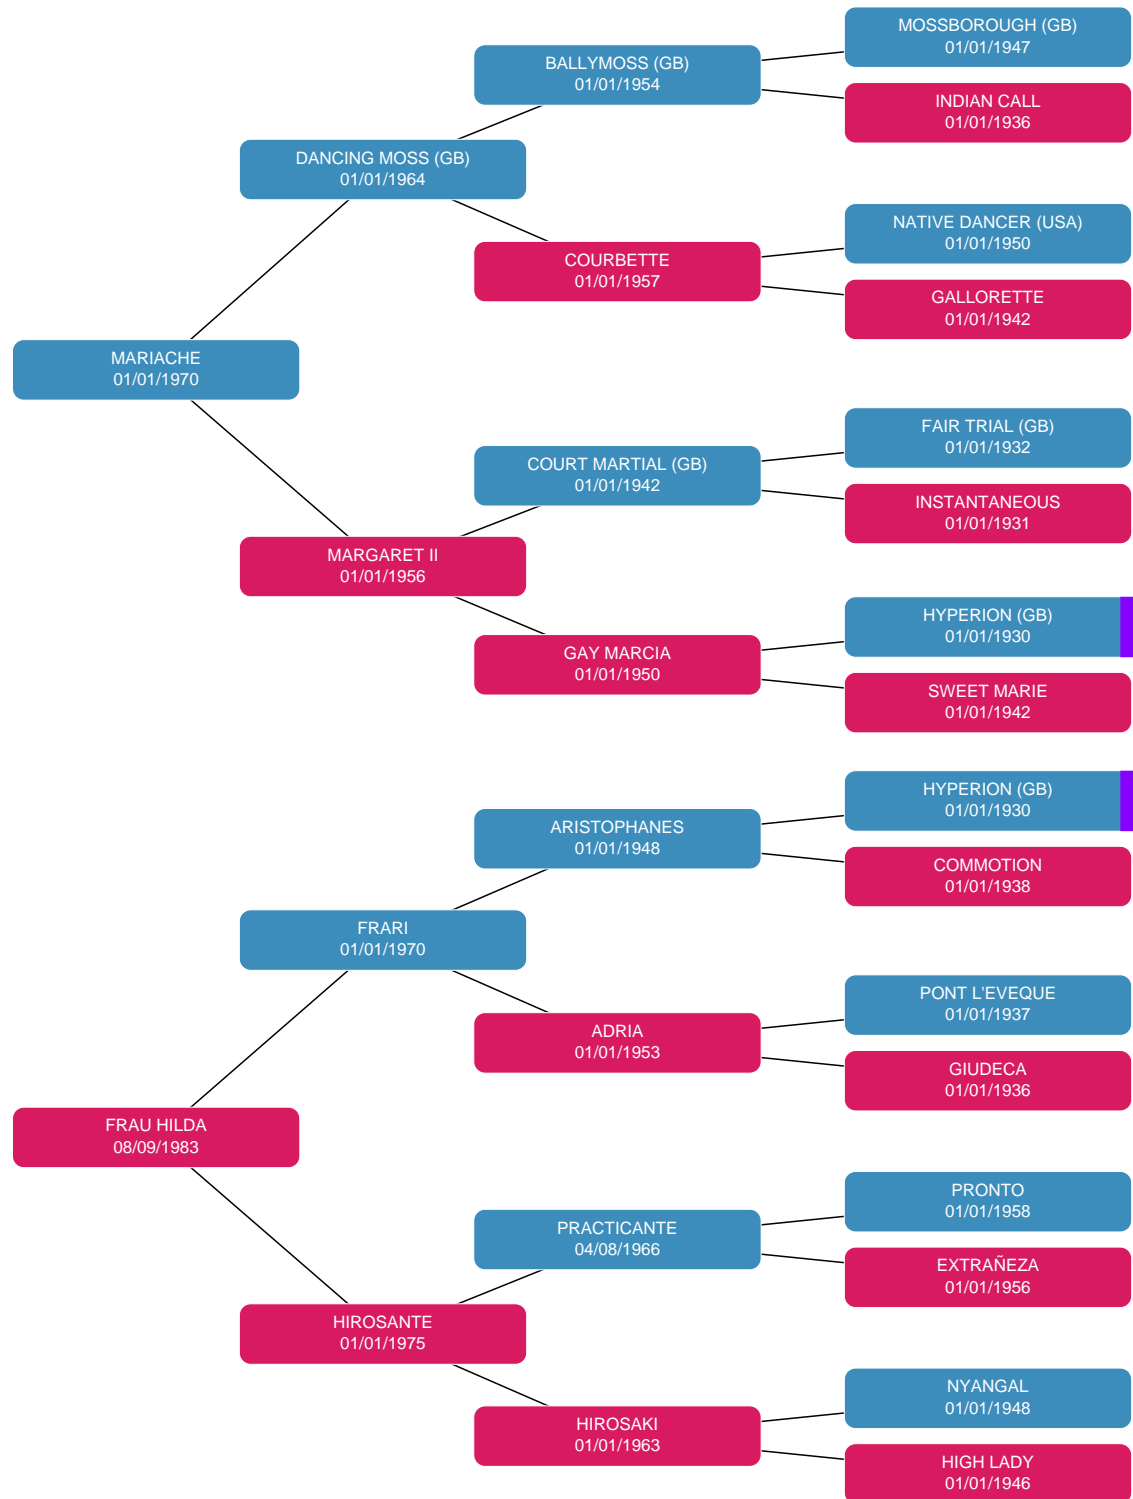 MOSSBOROUGH (GB)
01/01/1947
BALLYMOSS (GB)
01/01/1954
INDIAN CALL
01/01/1936
DANCING MOSS (GB)
01/01/1964
NATIVE DANCER (USA)
01/01/1950
COURBETTE
01/01/1957
GALLORETTE
01/01/1942
MARIACHE
01/01/1970
FAIR TRIAL (GB)
01/01/1932
COURT MARTIAL (GB)
01/01/1942
INSTANTANEOUS
01/01/1931
MARGARET II
01/01/1956
HYPERION (GB)
01/01/1930
GAY MARCIA
01/01/1950
SWEET MARIE
01/01/1942
HYPERION (GB)
01/01/1930
ARISTOPHANES
01/01/1948
COMMOTION
01/01/1938
FRARI
01/01/1970
PONT L'EVEQUE
01/01/1937
ADRIA
01/01/1953
GIUDECA
01/01/1936
FRAU HILDA
08/09/1983
PRONTO
01/01/1958
PRACTICANTE
04/08/1966
EXTRAÑEZA
01/01/1956
HIROSANTE
01/01/1975
NYANGAL
01/01/1948
HIROSAKI
01/01/1963
HIGH LADY
01/01/1946